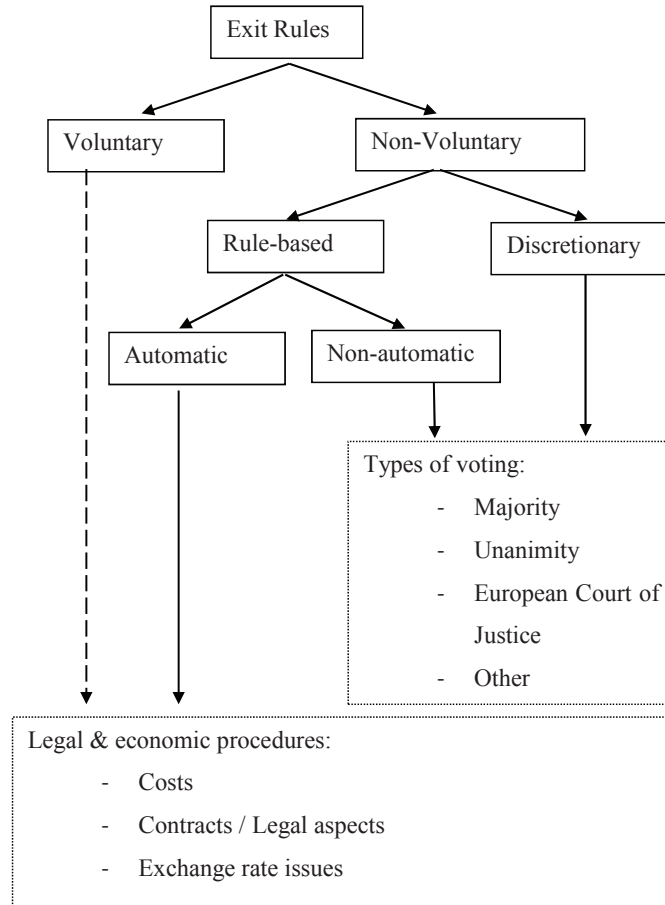 Exit Rules
Voluntary
Non-Voluntary
Rule-based
Discretionary
Automatic
Non-automatic
Types of voting:
- Majority
- Unanimity
- European Court of
Justice
- Other
Legal & economic procedures:
- Costs
- Contracts / Legal aspects
- Exchange rate issues